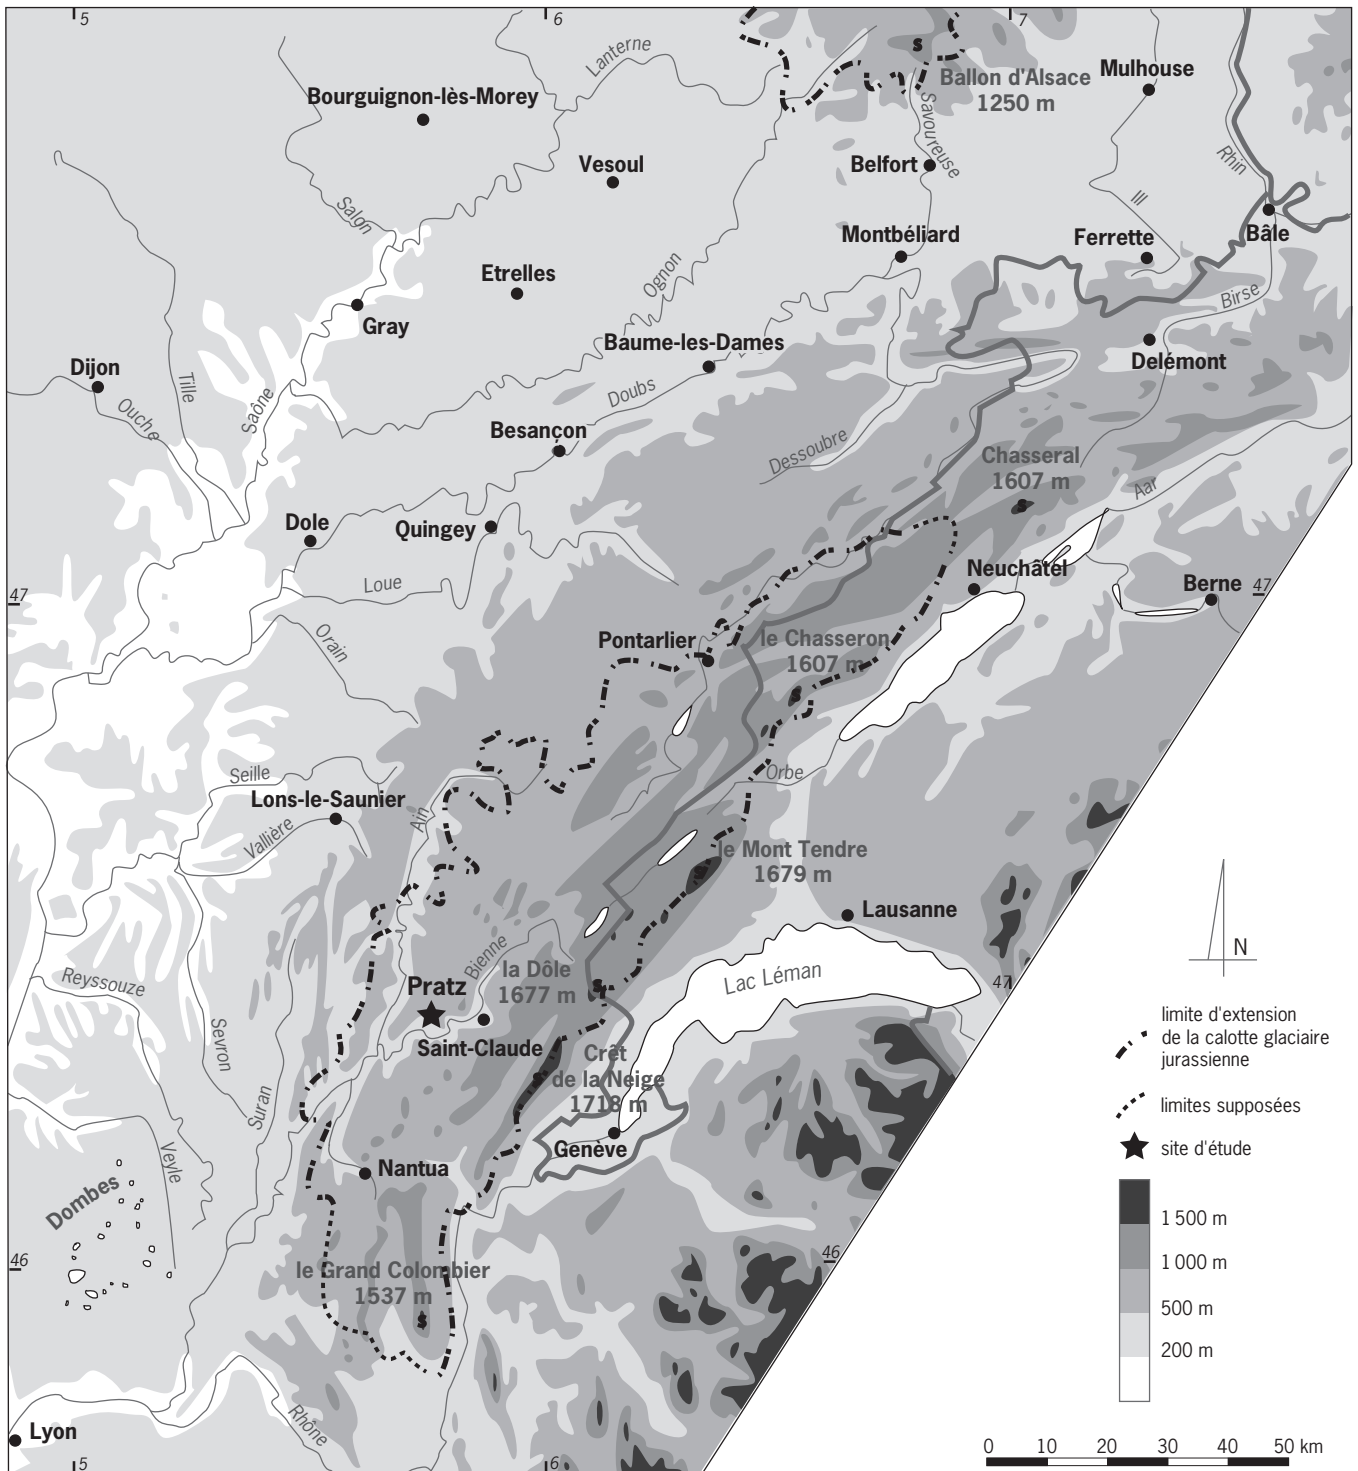 5
6
7
Lanterne
Bourguignon-lès-Morey
Ballon d'Alsace
1250 m
Mulhouse
Savoureuse
Vesoul
Belfort
Rhin
Salon
Ill
Montbéliard
Ferrette
Bâle
Etrelles
Ognon
Birse
Gray
Baume-les-Dames
Delémont
Dijon
Tille
Saône
Doubs
Ouche
Besançon
Dessoubre
Chasseral
1607 m
s
Aar
Dole
Quingey
Neuchâtel
Loue
47
Berne
47
Orain
Pontarlier
le Chasseron
1607 m
s
Orbe
Seille
Lons-le-Saunier
Vallière
Ain
le Mont Tendre
1679 m
s
Lausanne
N
Bienne
la Dôle
1677 m
s
Lac Léman
47
Reyssouze
Pratz
Saint-Claude
Sevron
Crêt
de la Neige
1718 m
s
limite d'extension
de la calotte glaciaire
jurassienne
limites supposées
site d'étude
Suran
Genève
Veyle
Nantua
Dombes
1 500 m
1 000 m
500 m
200 m
46
46
le Grand Colombier
1537 m
s
Rhône
Lyon
5
6
0 10 20 30 40 50 km
s